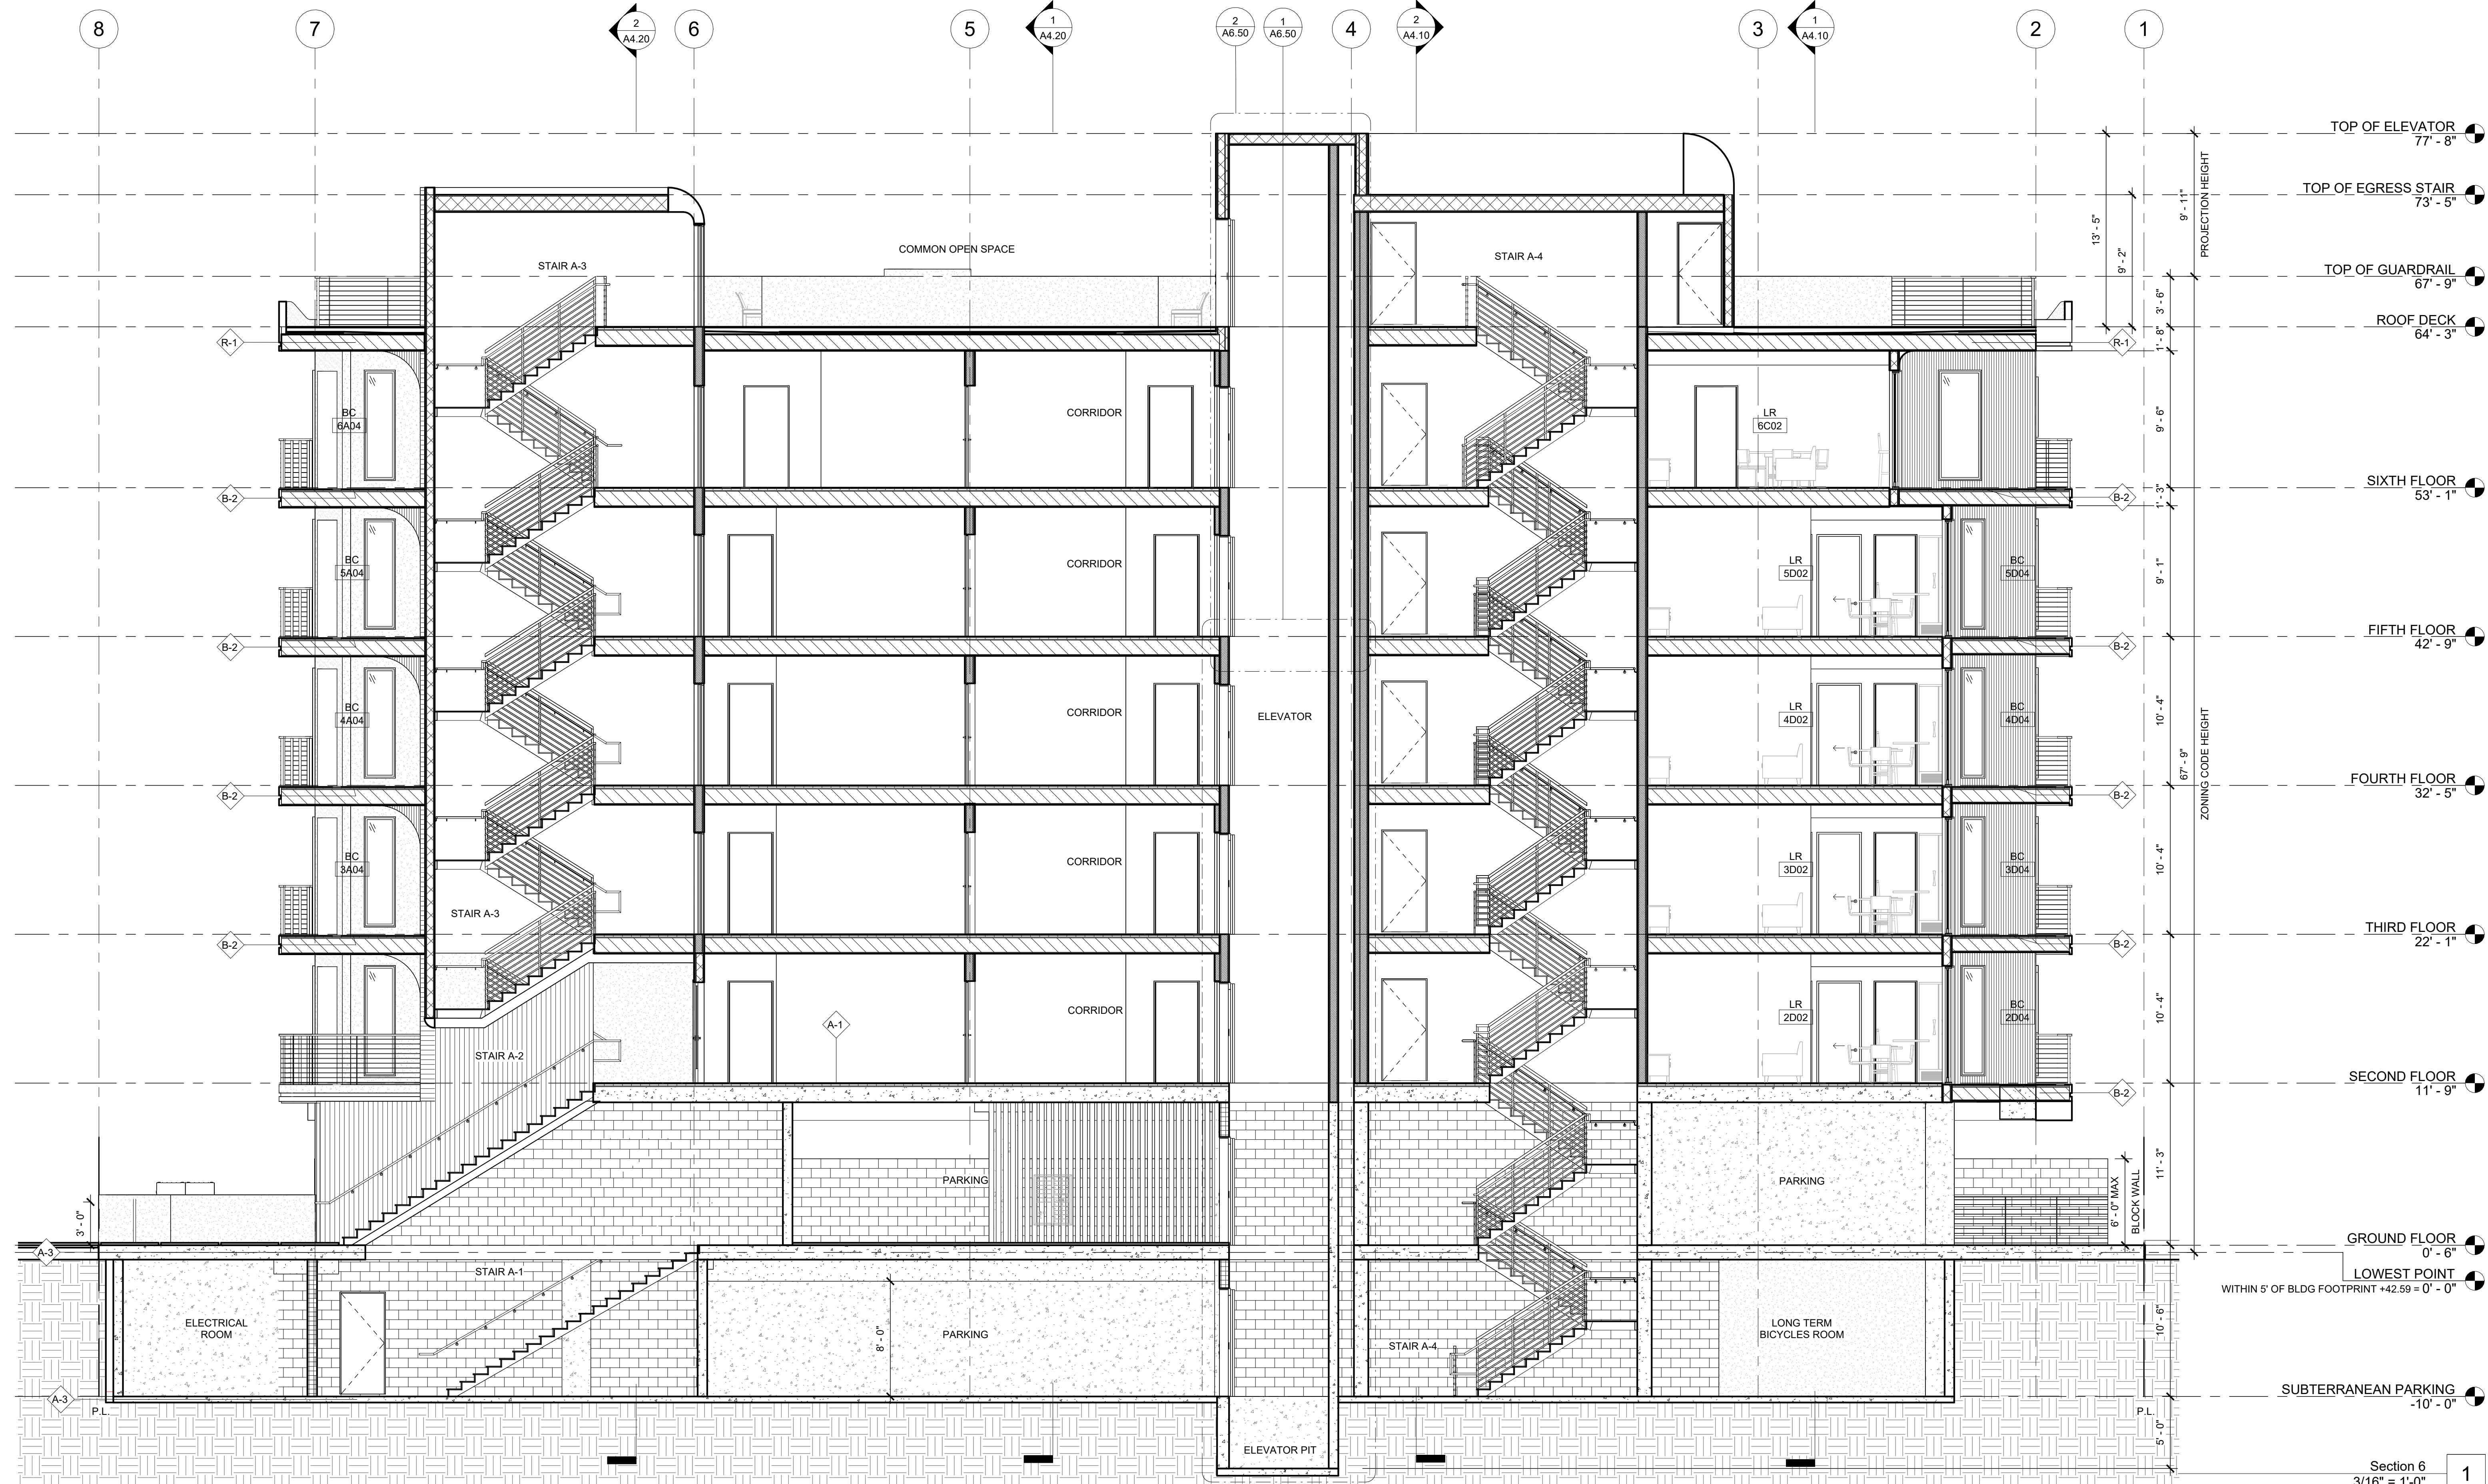 8
7
2
A4.20
6
5
1
A4.20
2
A6.50
1
A6.50
4
2
A4.10
3
1
A4.10
2
1
TOP OF ELEVATOR
77' - 8"
TOP OF EGRESS STAIR
73' - 5"
PROJECTION HEIGHT
9' - 11"
13' - 5"
9' - 2"
COMMON OPEN SPACE
STAIR A-3
STAIR A-4
TOP OF GUARDRAIL
67' - 9"
3' - 6"
ROOF DECK
64' - 3"
1' - 8"
R-1
R-1
BC
6A04
CORRIDOR
LR
6C02
9' - 6"
SIXTH FLOOR
53' - 1"
1' - 3"
B-2
B-2
BC
5A04
CORRIDOR
LR
5D02
BC
5D04
9' - 1"
FIFTH FLOOR
42' - 9"
B-2
B-2
BC
4A04
CORRIDOR
ELEVATOR
LR
4D02
BC
4D04
10' - 4"
67' - 9"
ZONING CODE HEIGHT
FOURTH FLOOR
32' - 5"
B-2
B-2
BC
3A04
CORRIDOR
LR
3D02
BC
3D04
10' - 4"
STAIR A-3
THIRD FLOOR
22' - 1"
B-2
B-2
CORRIDOR
LR
2D02
BC
2D04
10' - 4"
A-1
STAIR A-2
SECOND FLOOR
11' - 9"
B-2
PARKING
PARKING
11' - 3"
6' - 0" MAX
BLOCK WALL
3' - 0"
GROUND FLOOR
0' - 6"
A-3
STAIR A-1
LOWEST POINT
WITHIN 5' OF BLDG FOOTPRINT +42.59 = 0' - 0"
ELECTRICAL
ROOM
PARKING
8' - 0"
STAIR A-4
LONG TERM
BICYCLES ROOM
10' - 6"
SUBTERRANEAN PARKING
-10' - 0"
A-3
P.L.
P.L.
5' - 0"
ELEVATOR PIT
Section 6
3/16" = 1'-0"
1